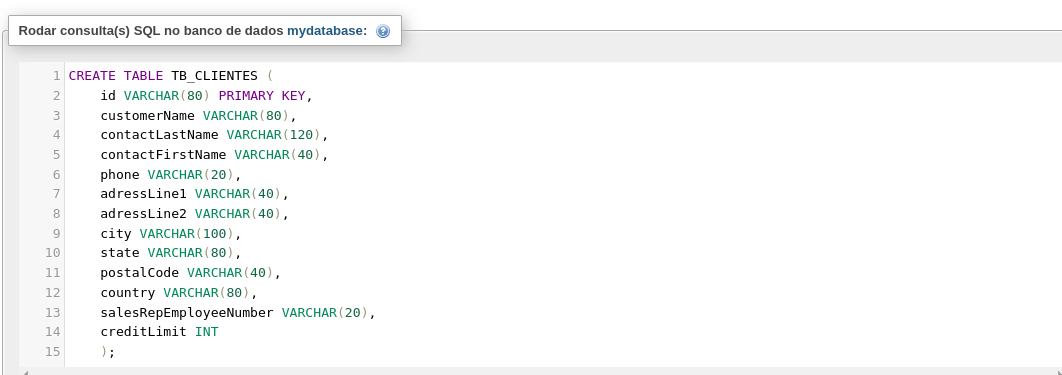 Rodar consulta(s) SQL no banco de dados mydatabase:
1 CREATE TABLE TB_CLIENTES (
2 id VARCHAR(80) PRIMARY KEY,
3 customerName VARCHAR(80),
4 contactLastName VARCHAR(120),
5 contactFirstName VARCHAR(40),
6 phone VARCHAR(20),
7 adressLine1 VARCHAR(40),
8 adressLine2 VARCHAR(40),
9 city VARCHAR(100),
10 state VARCHAR(80),
11 postalCode VARCHAR(40),
12 country VARCHAR(80),
13 salesRepEmployeeNumber VARCHAR(20),
14 creditLimit INT
15 );